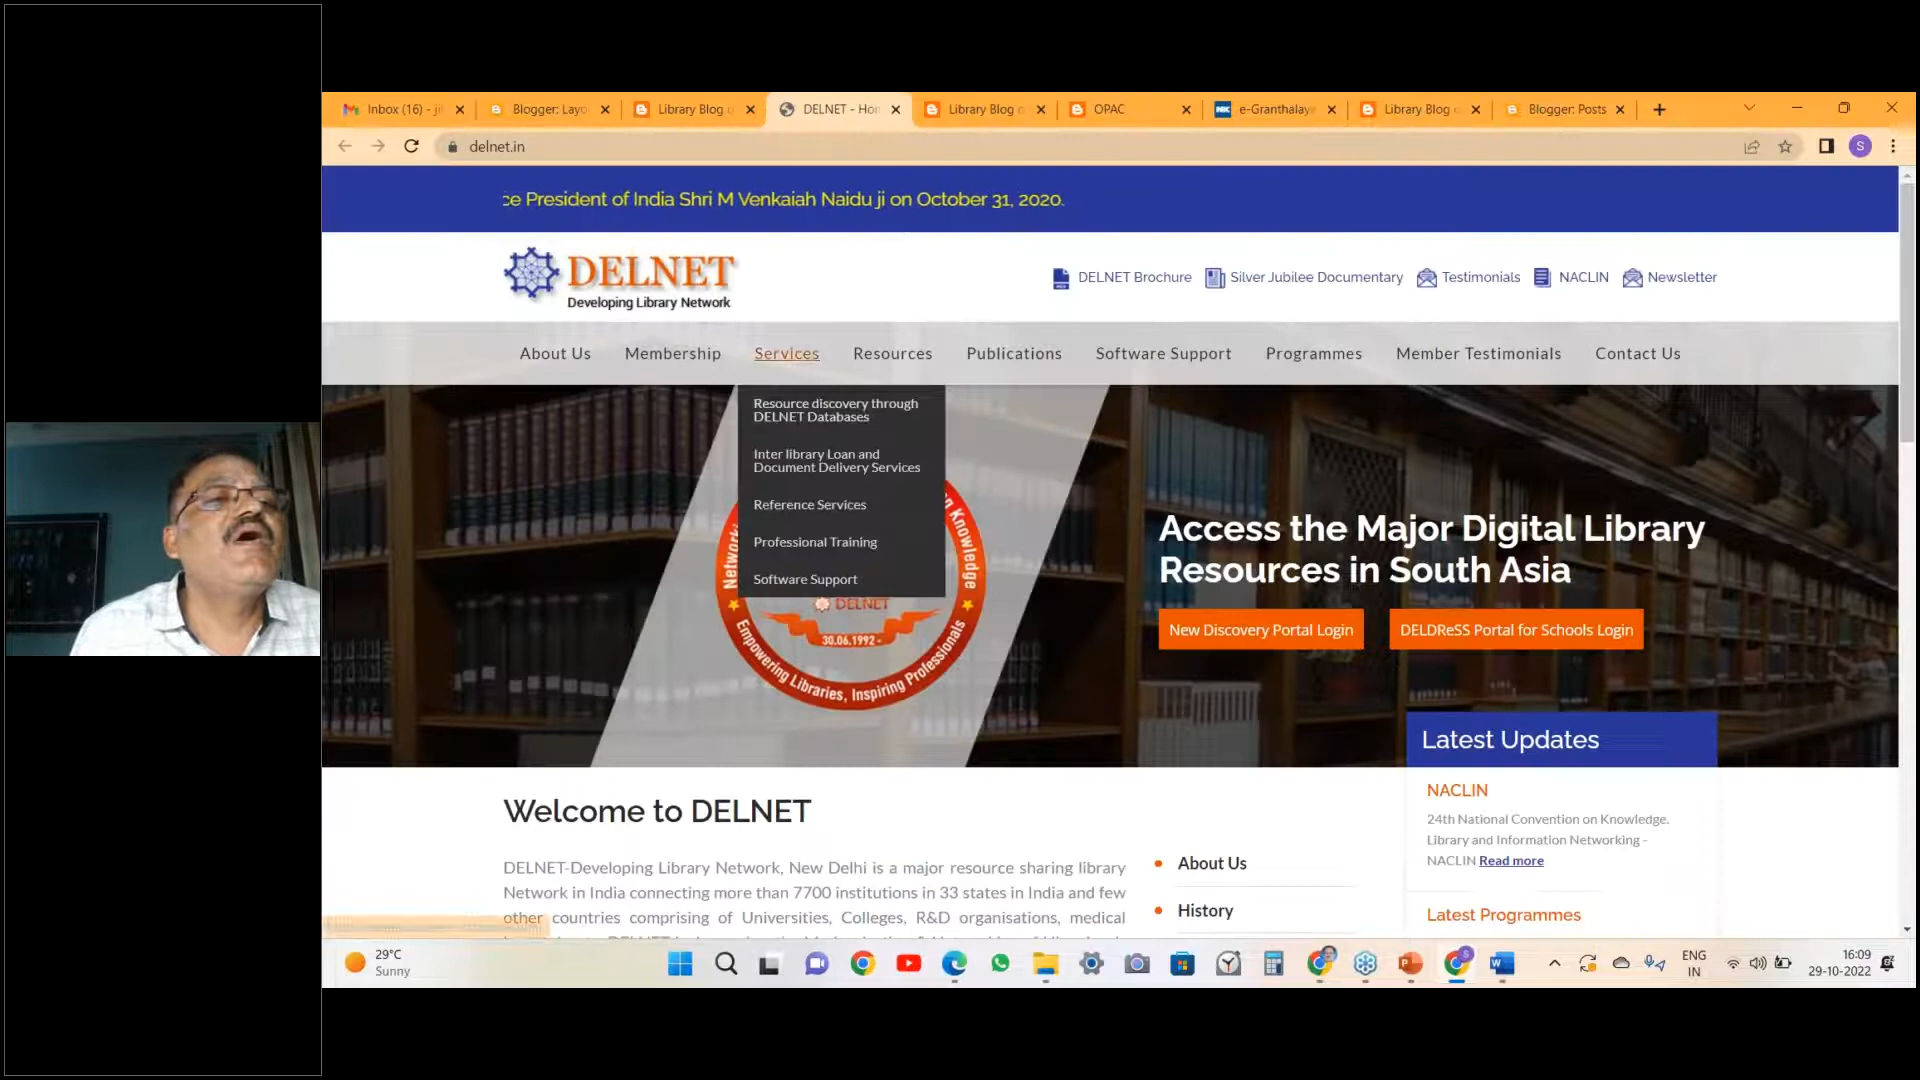 Inbox (16) - ji
Blogger: Layo
Library Blog o
DELNET - Hom
Library Blog o
OPAC
e-Granthalaya
Library Blog o
Blogger: Posts
delnet.in
S
ce President of India Shri M Venkaiah Naidu ji on October 31, 2020.
DELNET
Developing Library Network
DELNET Brochure
Silver Jubilee Documentary
Testimonials
NACLIN
Newsletter
About Us
Membership
Services
Resources
Publications
Software Support
Programmes
Member Testimonials
Contact Us
Resource discovery through
DELNET Databases
Inter library Loan and
Document Delivery Services
Reference Services
Professional Training
Software Support
Network
n Knowledge
DELNET
30.06.1992 -
Empowering Libraries, Inspiring Professionals
Access the Major Digital Library
Resources in South Asia
New Discovery Portal Login
DELDReSS Portal for Schools Login
Latest Updates
NACLIN
24th National Convention on Knowledge,
Library and Information Networking -
NACLIN Read more
Latest Programmes
Welcome to DELNET
DELNET-Developing Library Network, New Delhi is a major resource sharing library
Network in India connecting more than 7700 institutions in 33 states in India and few
other countries comprising of Universities, Colleges, R&D organisations, medical
About Us
History
29°C
Sunny
ENG
IN
16:09
29-10-2022